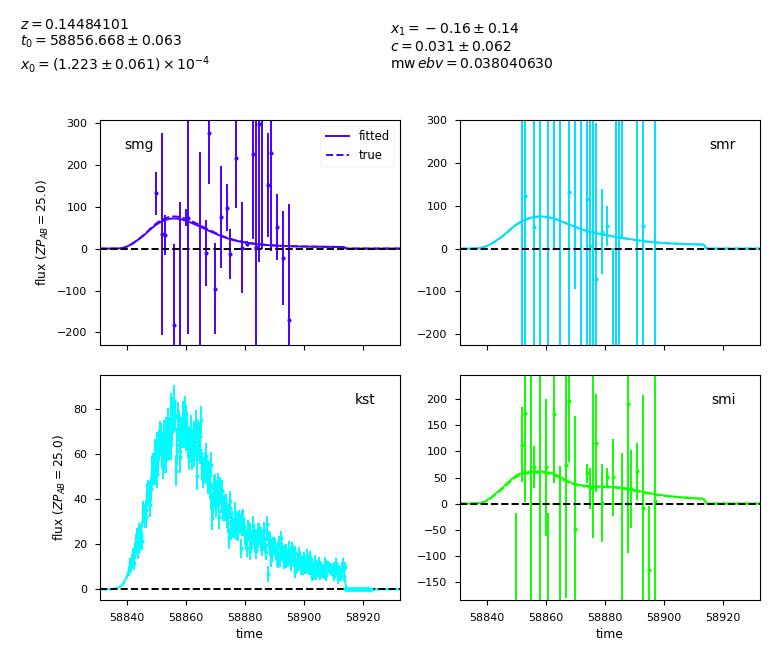 z = 0.14484101
t₀ = 58856.668 ± 0.063
x₀ = (1.223 ± 0.061) × 10⁻⁴
x₁ = −0.16 ± 0.14
c = 0.031 ± 0.062
mw ebv = 0.038040630
300
200
100
0
−100
−200
flux (ZP_AB = 25.0)
smg
fitted
true
300
200
100
0
−100
−200
smr
80
60
40
20
0
flux (ZP_AB = 25.0)
kst
58840 58860 58880 58900 58920
time
200
150
100
50
0
−50
−100
−150
smi
58840 58860 58880 58900 58920
time